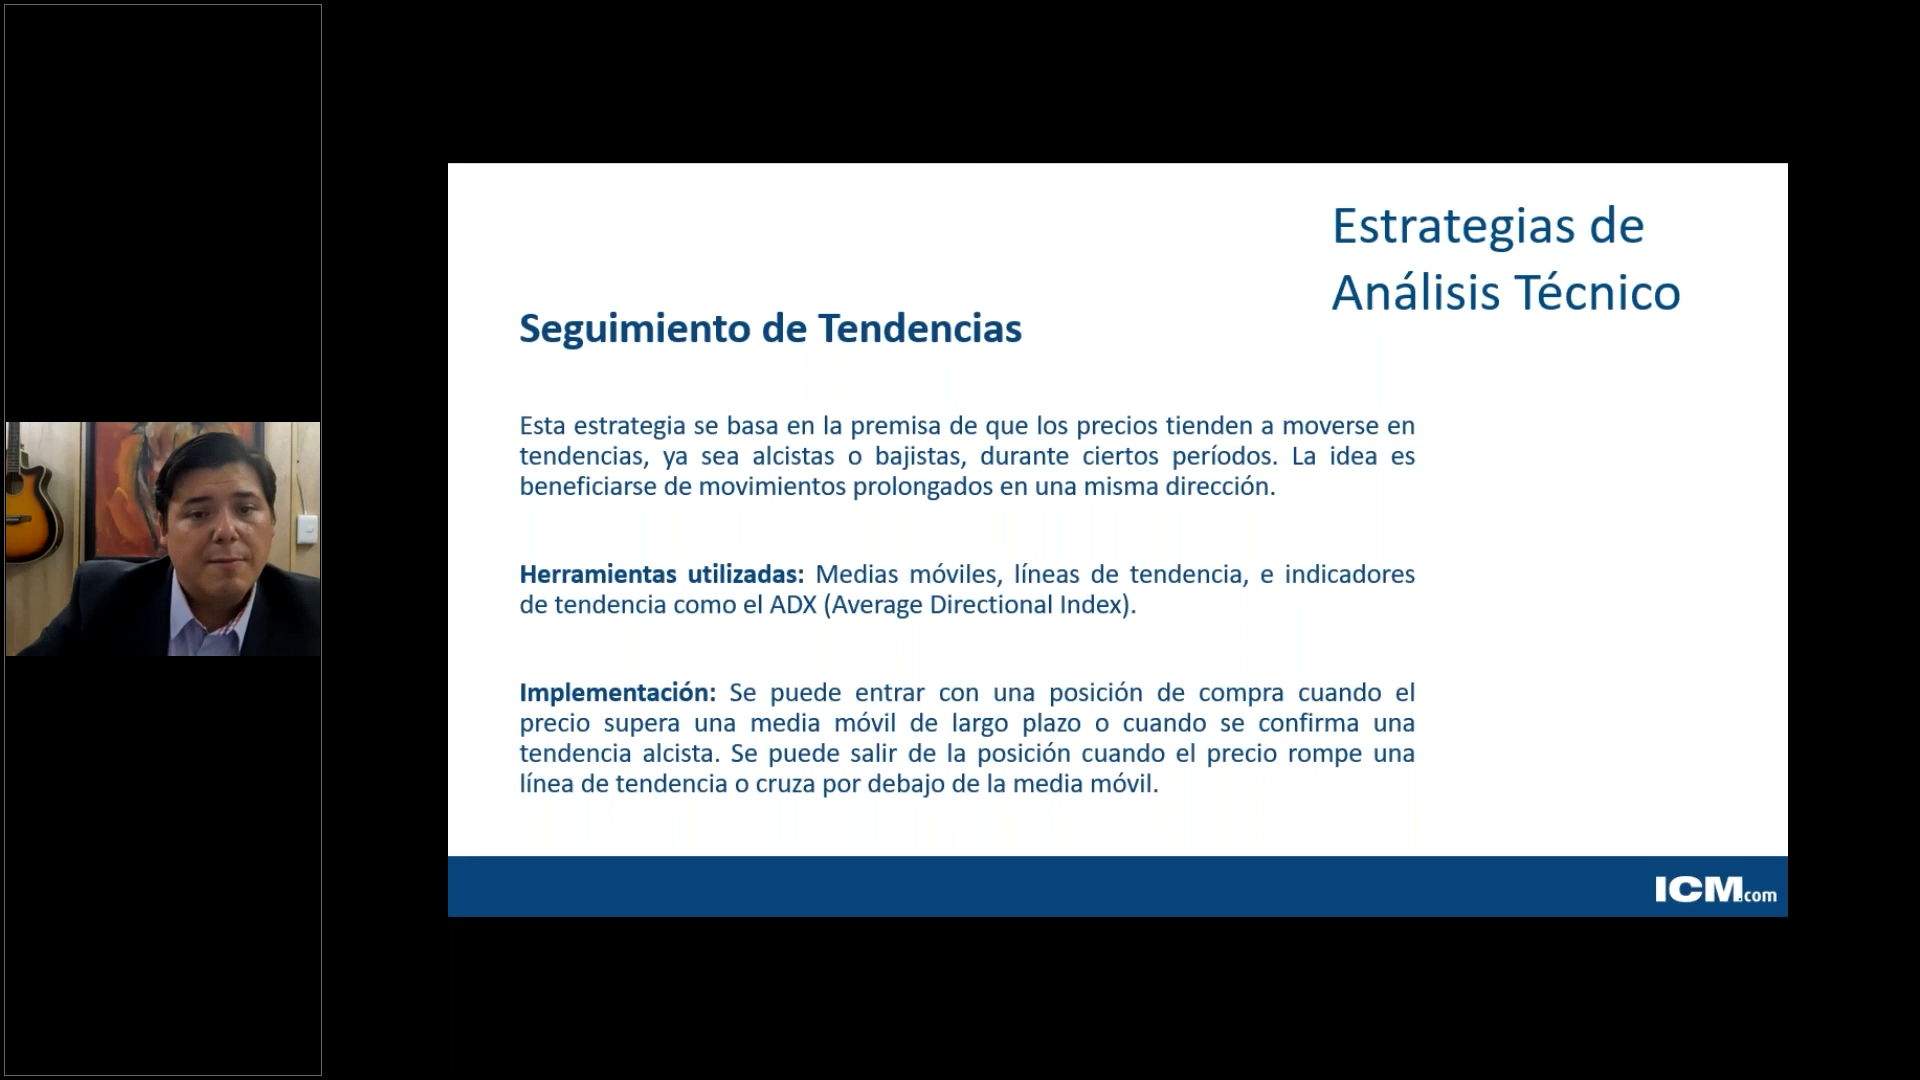 Estrategias de
Análisis Técnico
Seguimiento de Tendencias
Esta estrategia se basa en la premisa de que los precios tienden a moverse en
tendencias, ya sea alcistas o bajistas, durante ciertos períodos. La idea es
beneficiarse de movimientos prolongados en una misma dirección.
Herramientas utilizadas: Medias móviles, líneas de tendencia, e indicadores
de tendencia como el ADX (Average Directional Index).
Implementación: Se puede entrar con una posición de compra cuando el
precio supera una media móvil de largo plazo o cuando se confirma una
tendencia alcista. Se puede salir de la posición cuando el precio rompe una
línea de tendencia o cruza por debajo de la media móvil.
ICM.com